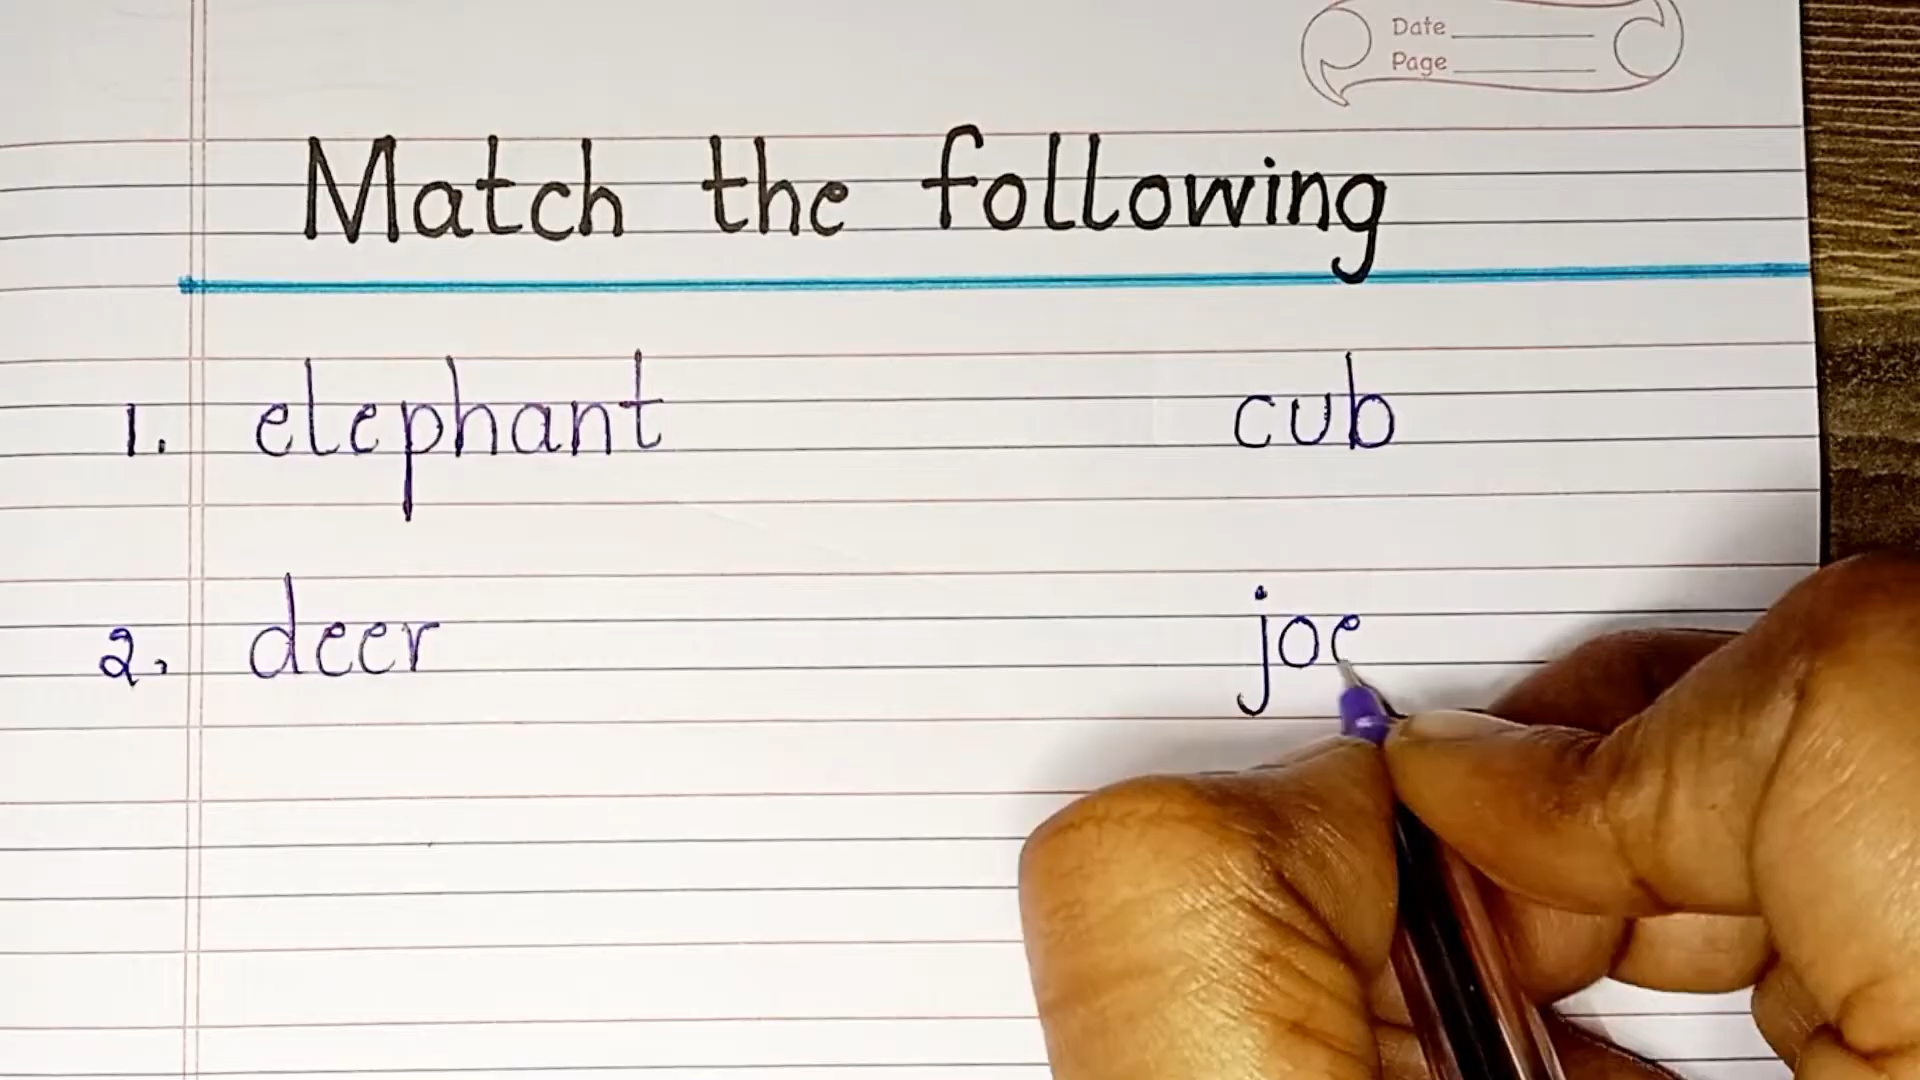 Date
Page
Match the following
1. elephant cub
2. deer joe